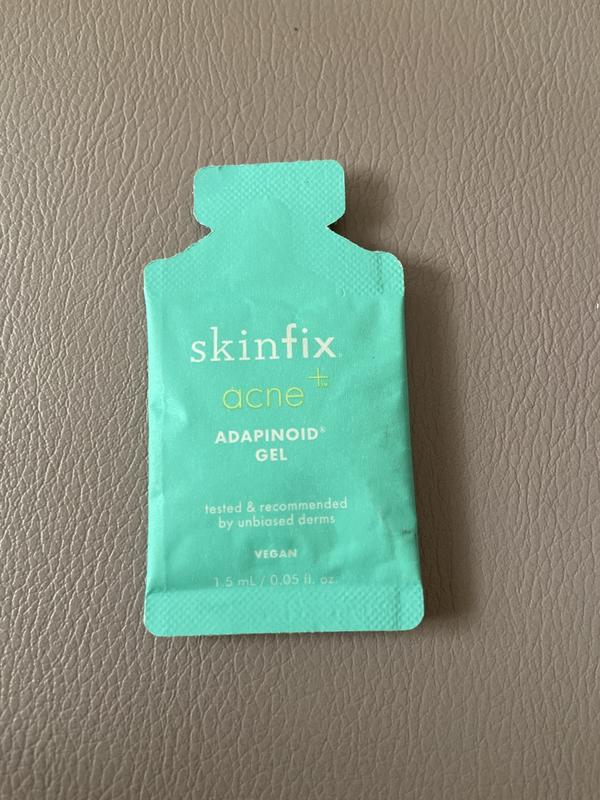 skinfix
acne+
ADAPINOID®
GEL
tested & recommended
by unbiased derms
VEGAN
1.5 mL / 0.05 fl. oz.